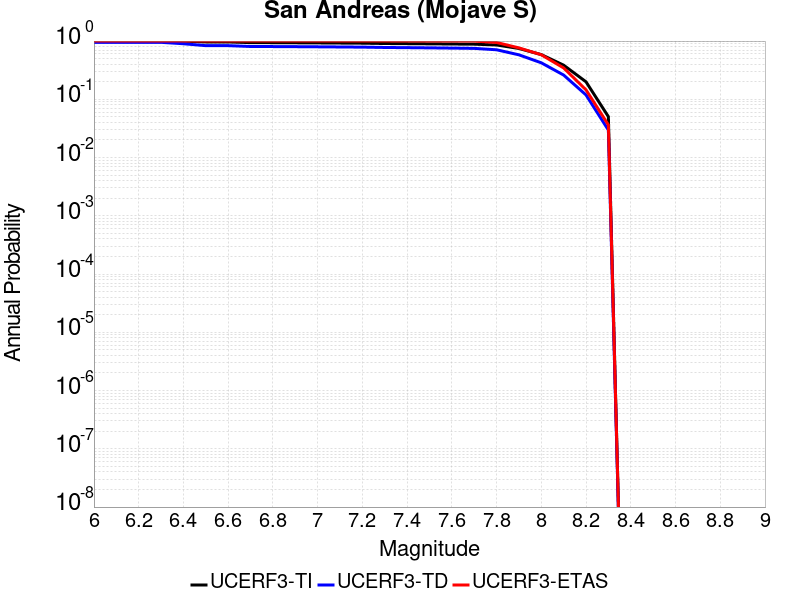 San Andreas (Mojave S)
10^0
10^-1
10^-2
10^-3
10^-4
10^-5
10^-6
10^-7
10^-8
Annual Probability
6 6.2 6.4 6.6 6.8 7 7.2 7.4 7.6 7.8 8 8.2 8.4 8.6 8.8 9
Magnitude
UCERF3-TI UCERF3-TD UCERF3-ETAS